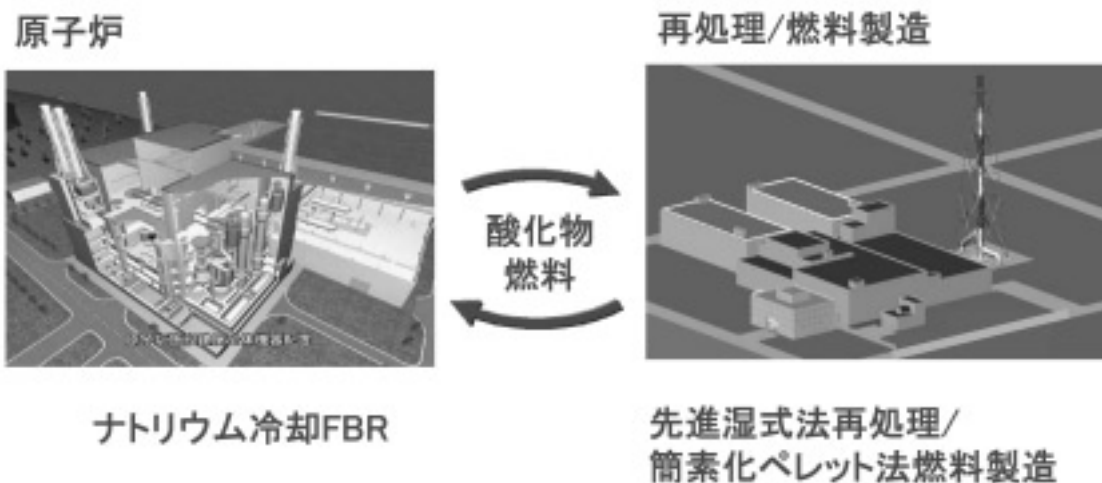 原子炉
再処理/燃料製造
酸化物
燃料
ナトリウム冷却FBR
先進湿式法再処理/
簡素化ペレット法燃料製造